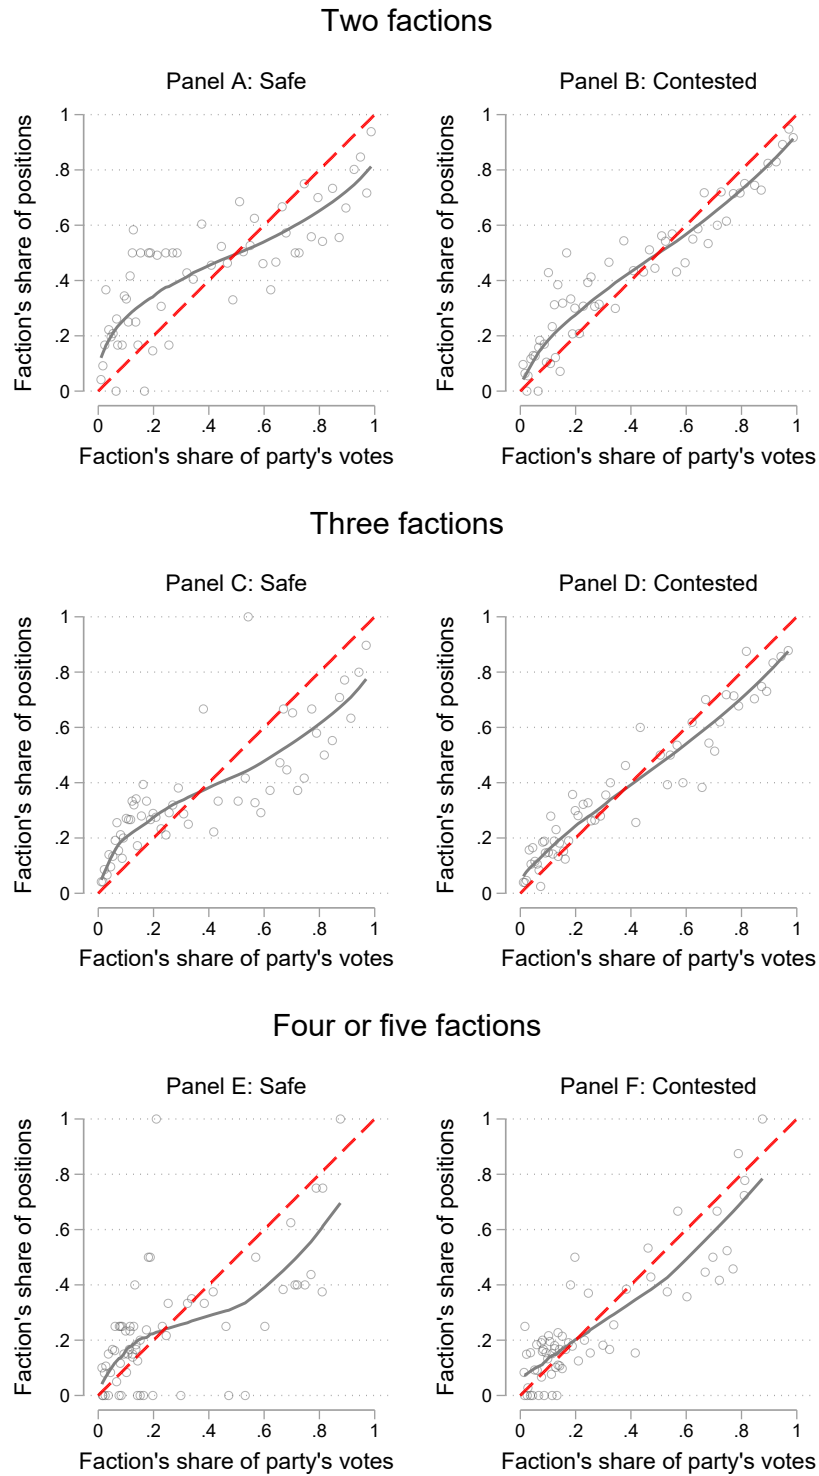 Two factions
Panel A: Safe
Panel B: Contested
Faction's share of positions
1
.8
.6
.4
.2
0
0 .2 .4 .6 .8 1
Faction's share of party's votes
Faction's share of positions
1
.8
.6
.4
.2
0
0 .2 .4 .6 .8 1
Faction's share of party's votes
Three factions
Panel C: Safe
Panel D: Contested
Faction's share of positions
1
.8
.6
.4
.2
0
0 .2 .4 .6 .8 1
Faction's share of party's votes
Faction's share of positions
1
.8
.6
.4
.2
0
0 .2 .4 .6 .8 1
Faction's share of party's votes
Four or five factions
Panel E: Safe
Panel F: Contested
Faction's share of positions
1
.8
.6
.4
.2
0
0 .2 .4 .6 .8 1
Faction's share of party's votes
Faction's share of positions
1
.8
.6
.4
.2
0
0 .2 .4 .6 .8 1
Faction's share of party's votes